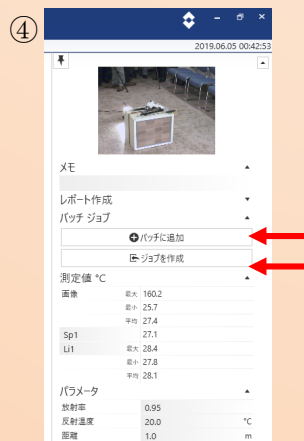 ④
2019.06.05 00:42:53
メモ
レポート作成
バッチ ジョブ
バッチに追加
ジョブを作成
測定値 °C
画像 最大 160.2
最小 25.7
平均 27.4
Sp1 27.1
Li1 最大 28.4
最小 27.8
平均 28.1
パラメータ
放射率 0.95
反射温度 20.0 °C
距離 1.0 m